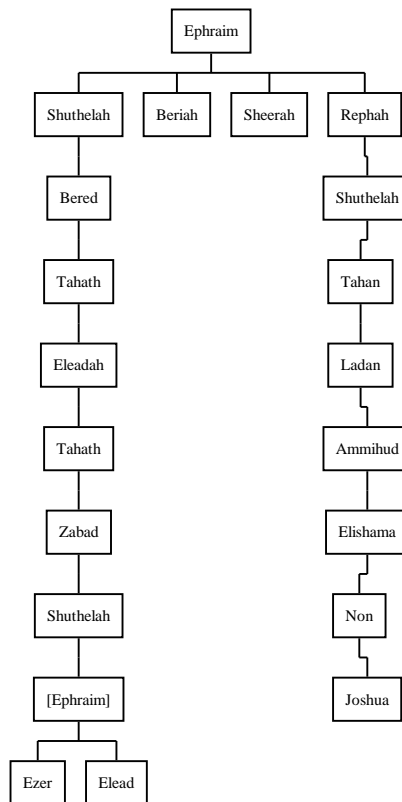 Ephraim
Shuthelah Beriah Sheerah Rephah
Bered Shuthelah
Tahath Tahan
Eleadah Ladan
Tahath Ammihud
Zabad Elishama
Shuthelah Non
[Ephraim] Joshua
Ezer Elead